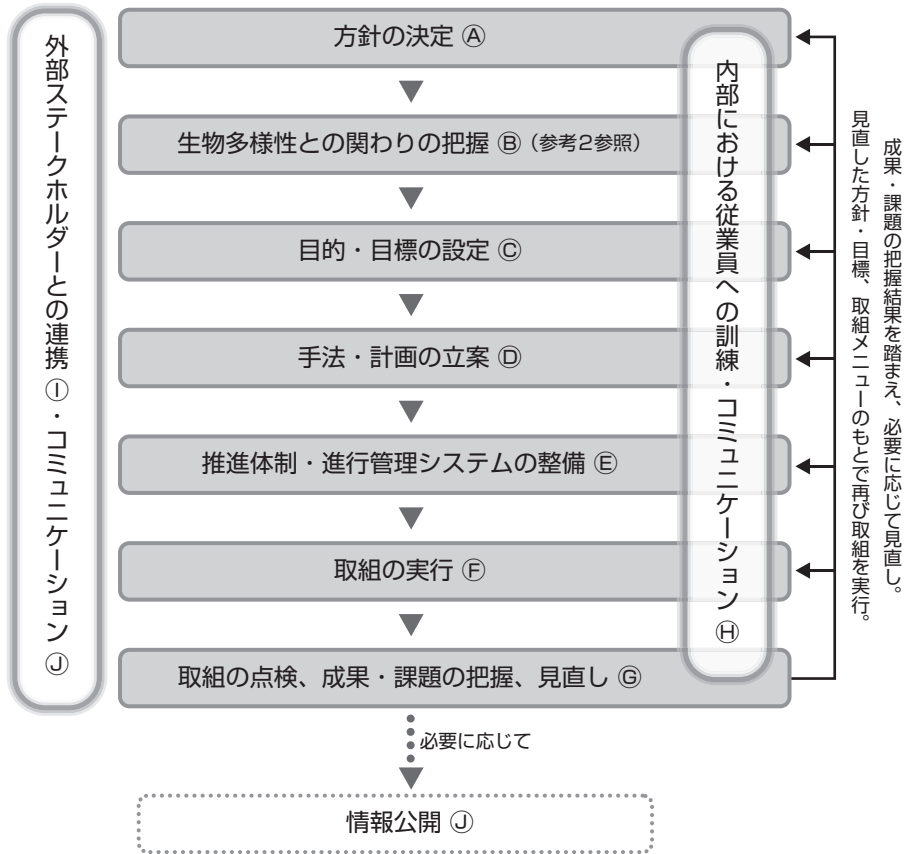 外部ステークホルダーとの連携 Ⓘ・コミュニケーション Ⓙ
方針の決定 Ⓐ
生物多様性との関わりの把握 Ⓑ（参考2参照）
目的・目標の設定 Ⓒ
手法・計画の立案 Ⓓ
推進体制・進行管理システムの整備 Ⓔ
取組の実行 Ⓕ
取組の点検、成果・課題の把握、見直し Ⓖ
内部における従業員への訓練・コミュニケーション Ⓗ
成果・課題の把握結果を踏まえ、必要に応じて見直し。
見直した方針・目標、取組メニューのもとで再び取組を実行。
必要に応じて
情報公開 Ⓙ